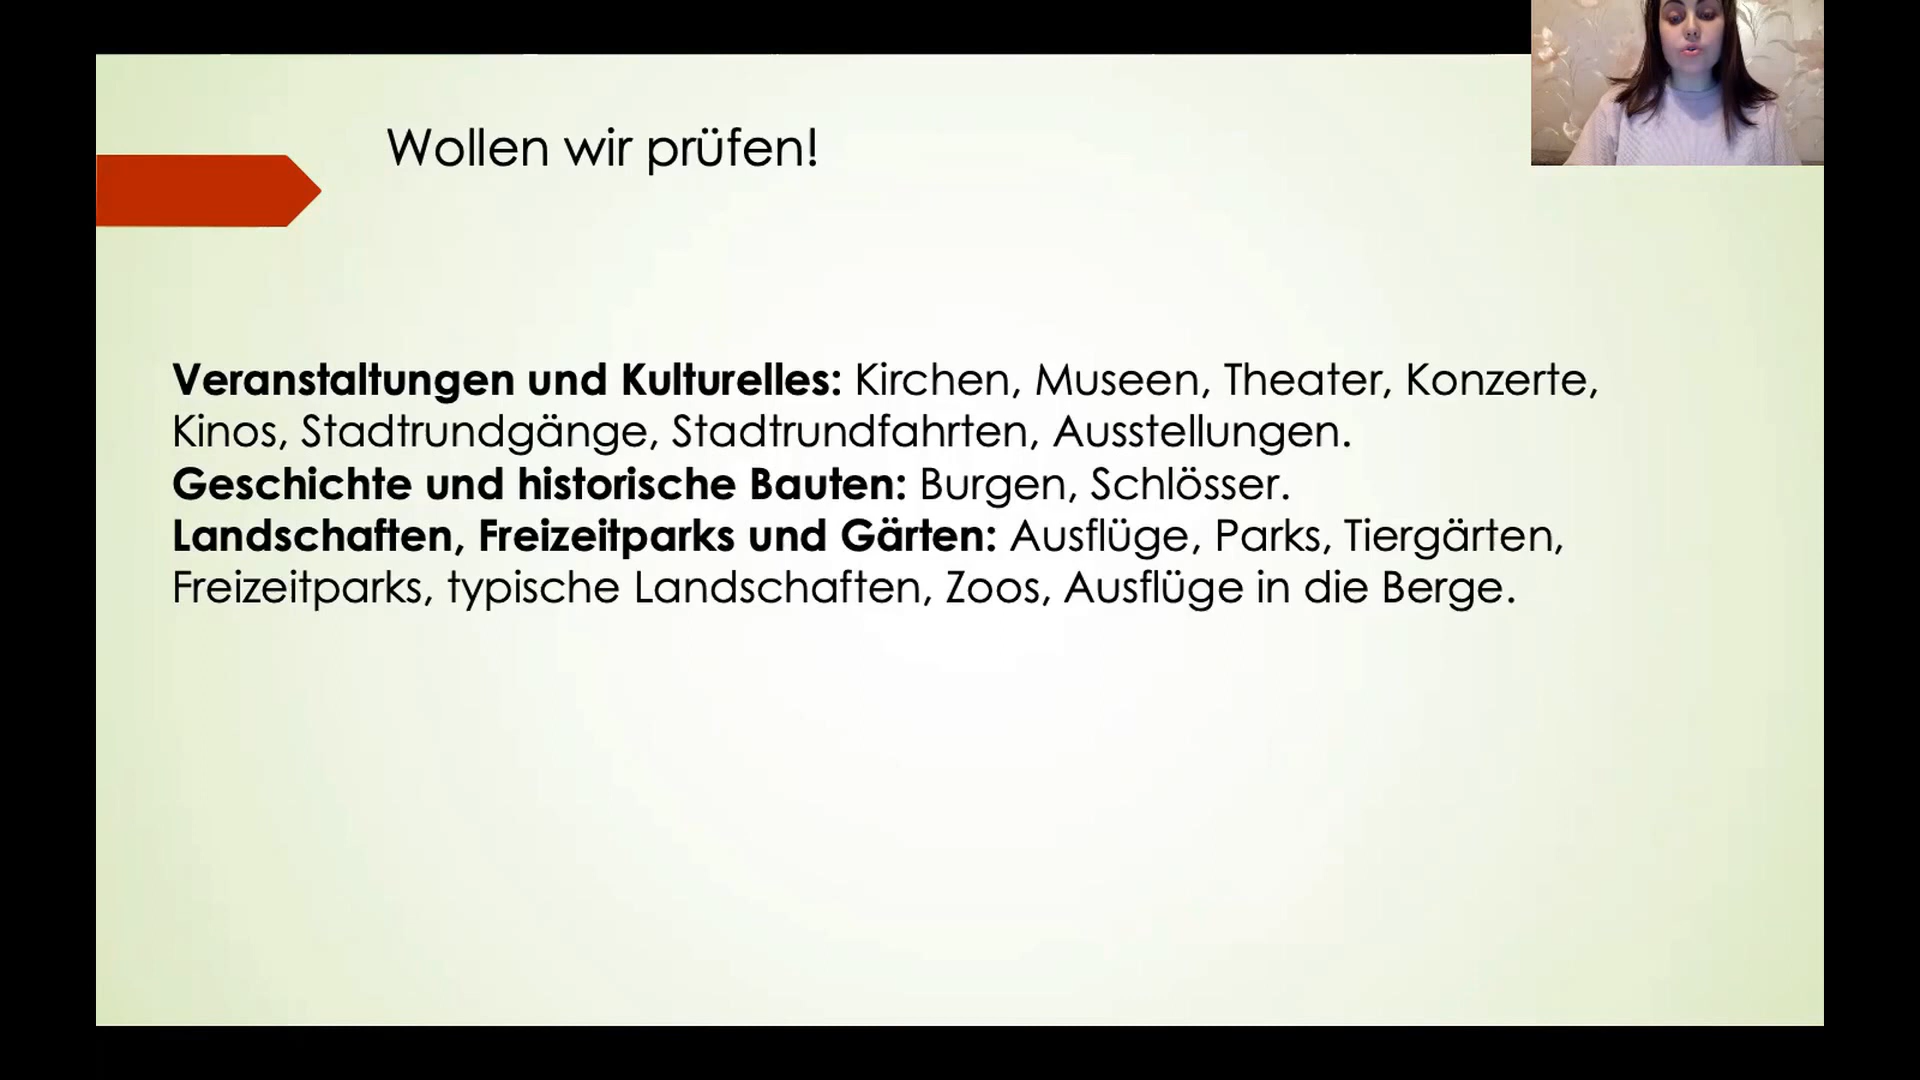 Wollen wir prüfen!
Veranstaltungen und Kulturelles: Kirchen, Museen, Theater, Konzerte,
Kinos, Stadtrundgänge, Stadtrundfahrten, Ausstellungen.
Geschichte und historische Bauten: Burgen, Schlösser.
Landschaften, Freizeitparks und Gärten: Ausflüge, Parks, Tiergärten,
Freizeitparks, typische Landschaften, Zoos, Ausflüge in die Berge.